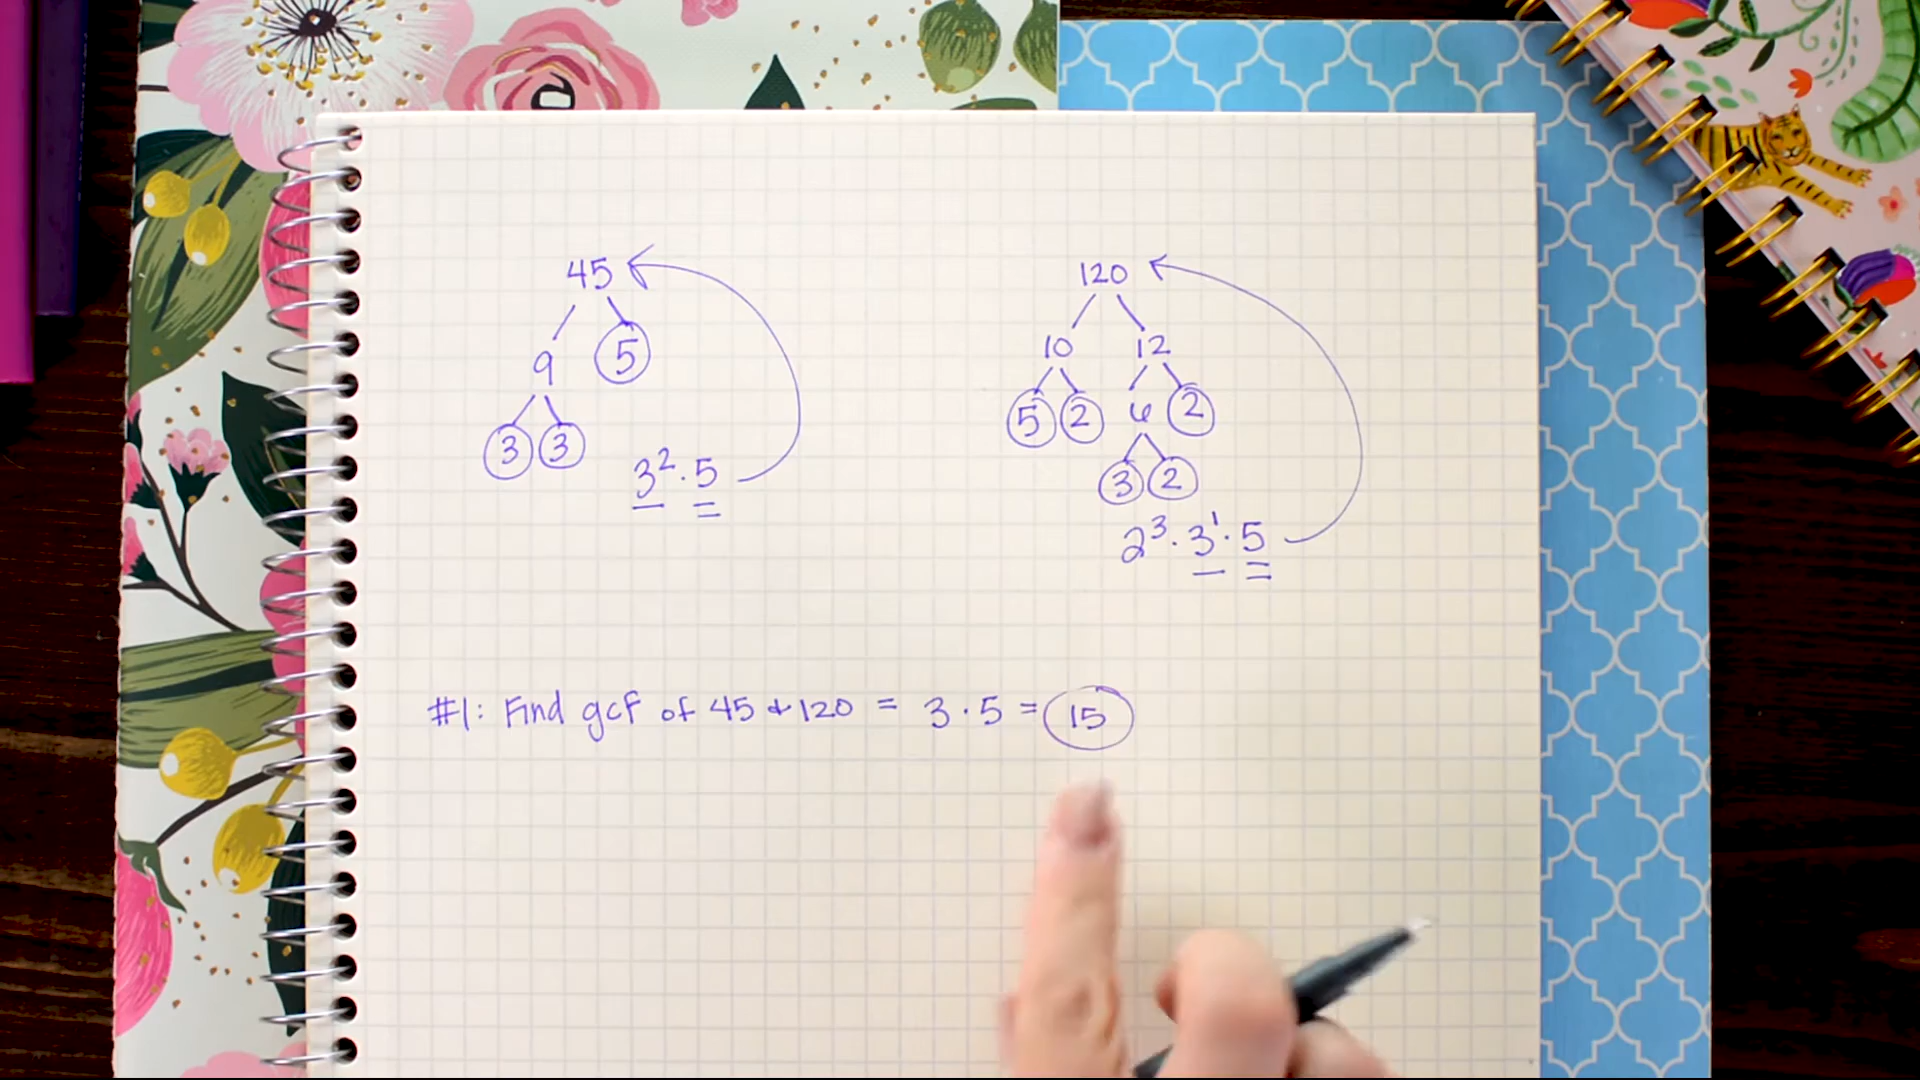 45
9 5
3 3
3². 5
120
10 12
5 2 6 2
3 2
2³. 3¹. 5
#1: Find gcf of 45 & 120 = 3 . 5 = 15